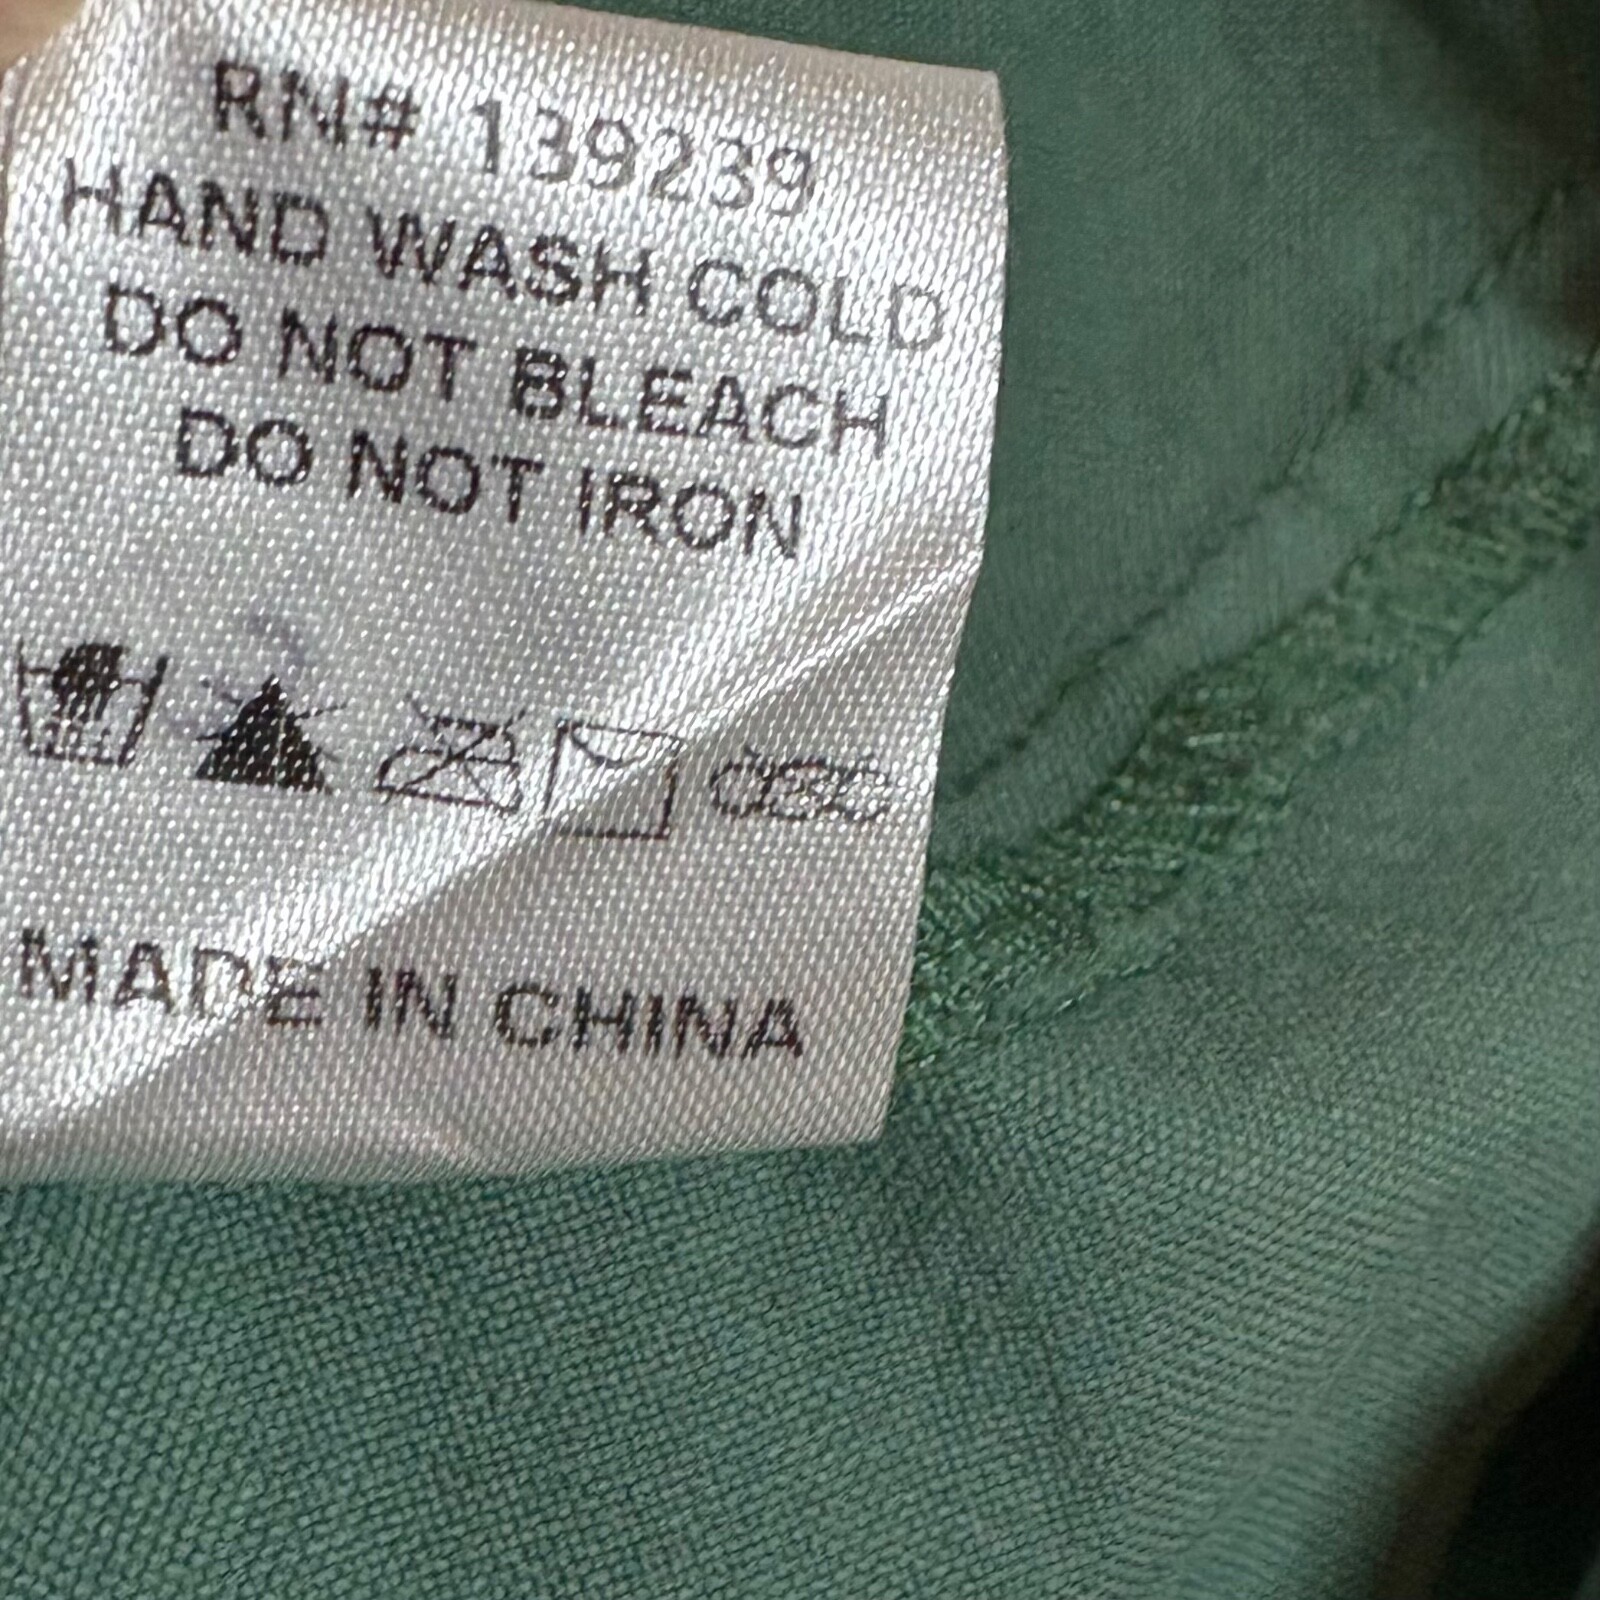 RN# 139239
HAND WASH COLD
DO NOT BLEACH
DO NOT IRON
MADE IN CHINA